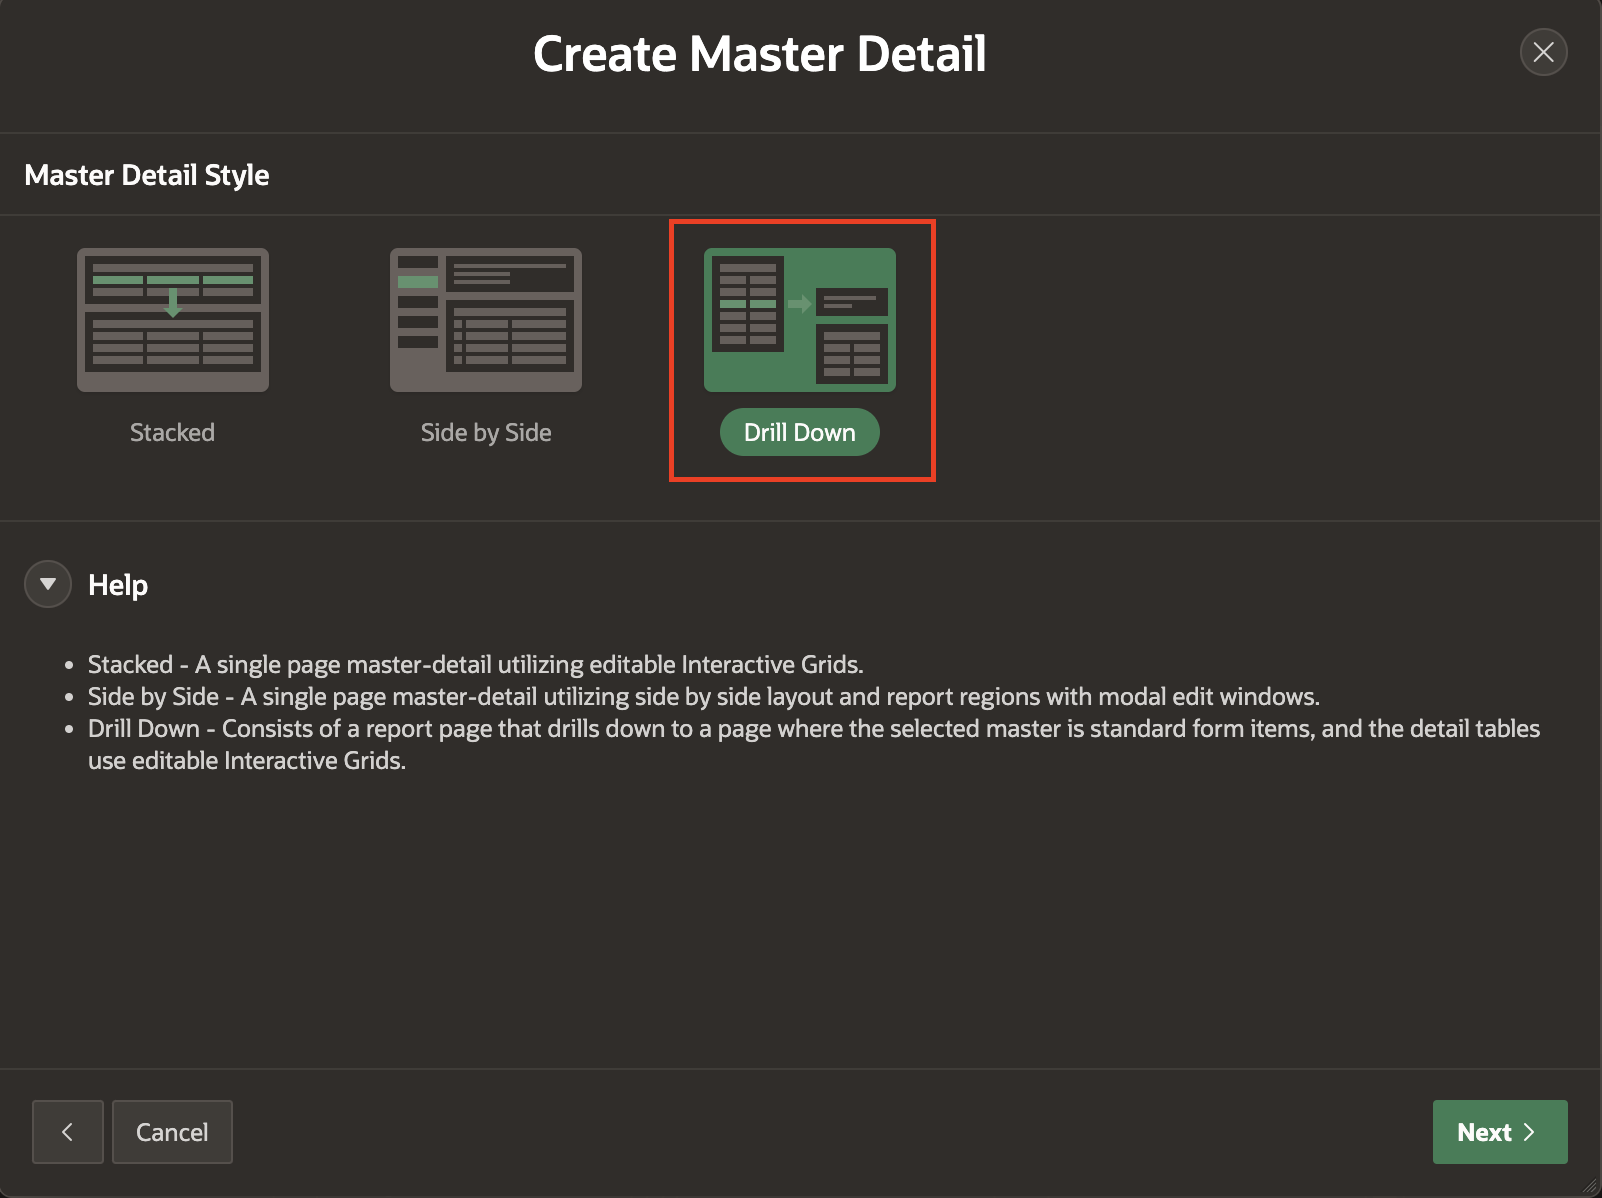 Create Master Detail
Master Detail Style
Stacked
Side by Side
Drill Down
Help
• Stacked - A single page master-detail utilizing editable Interactive Grids.
• Side by Side - A single page master-detail utilizing side by side layout and report regions with modal edit windows.
• Drill Down - Consists of a report page that drills down to a page where the selected master is standard form items, and the detail tables
use editable Interactive Grids.
Cancel
Next